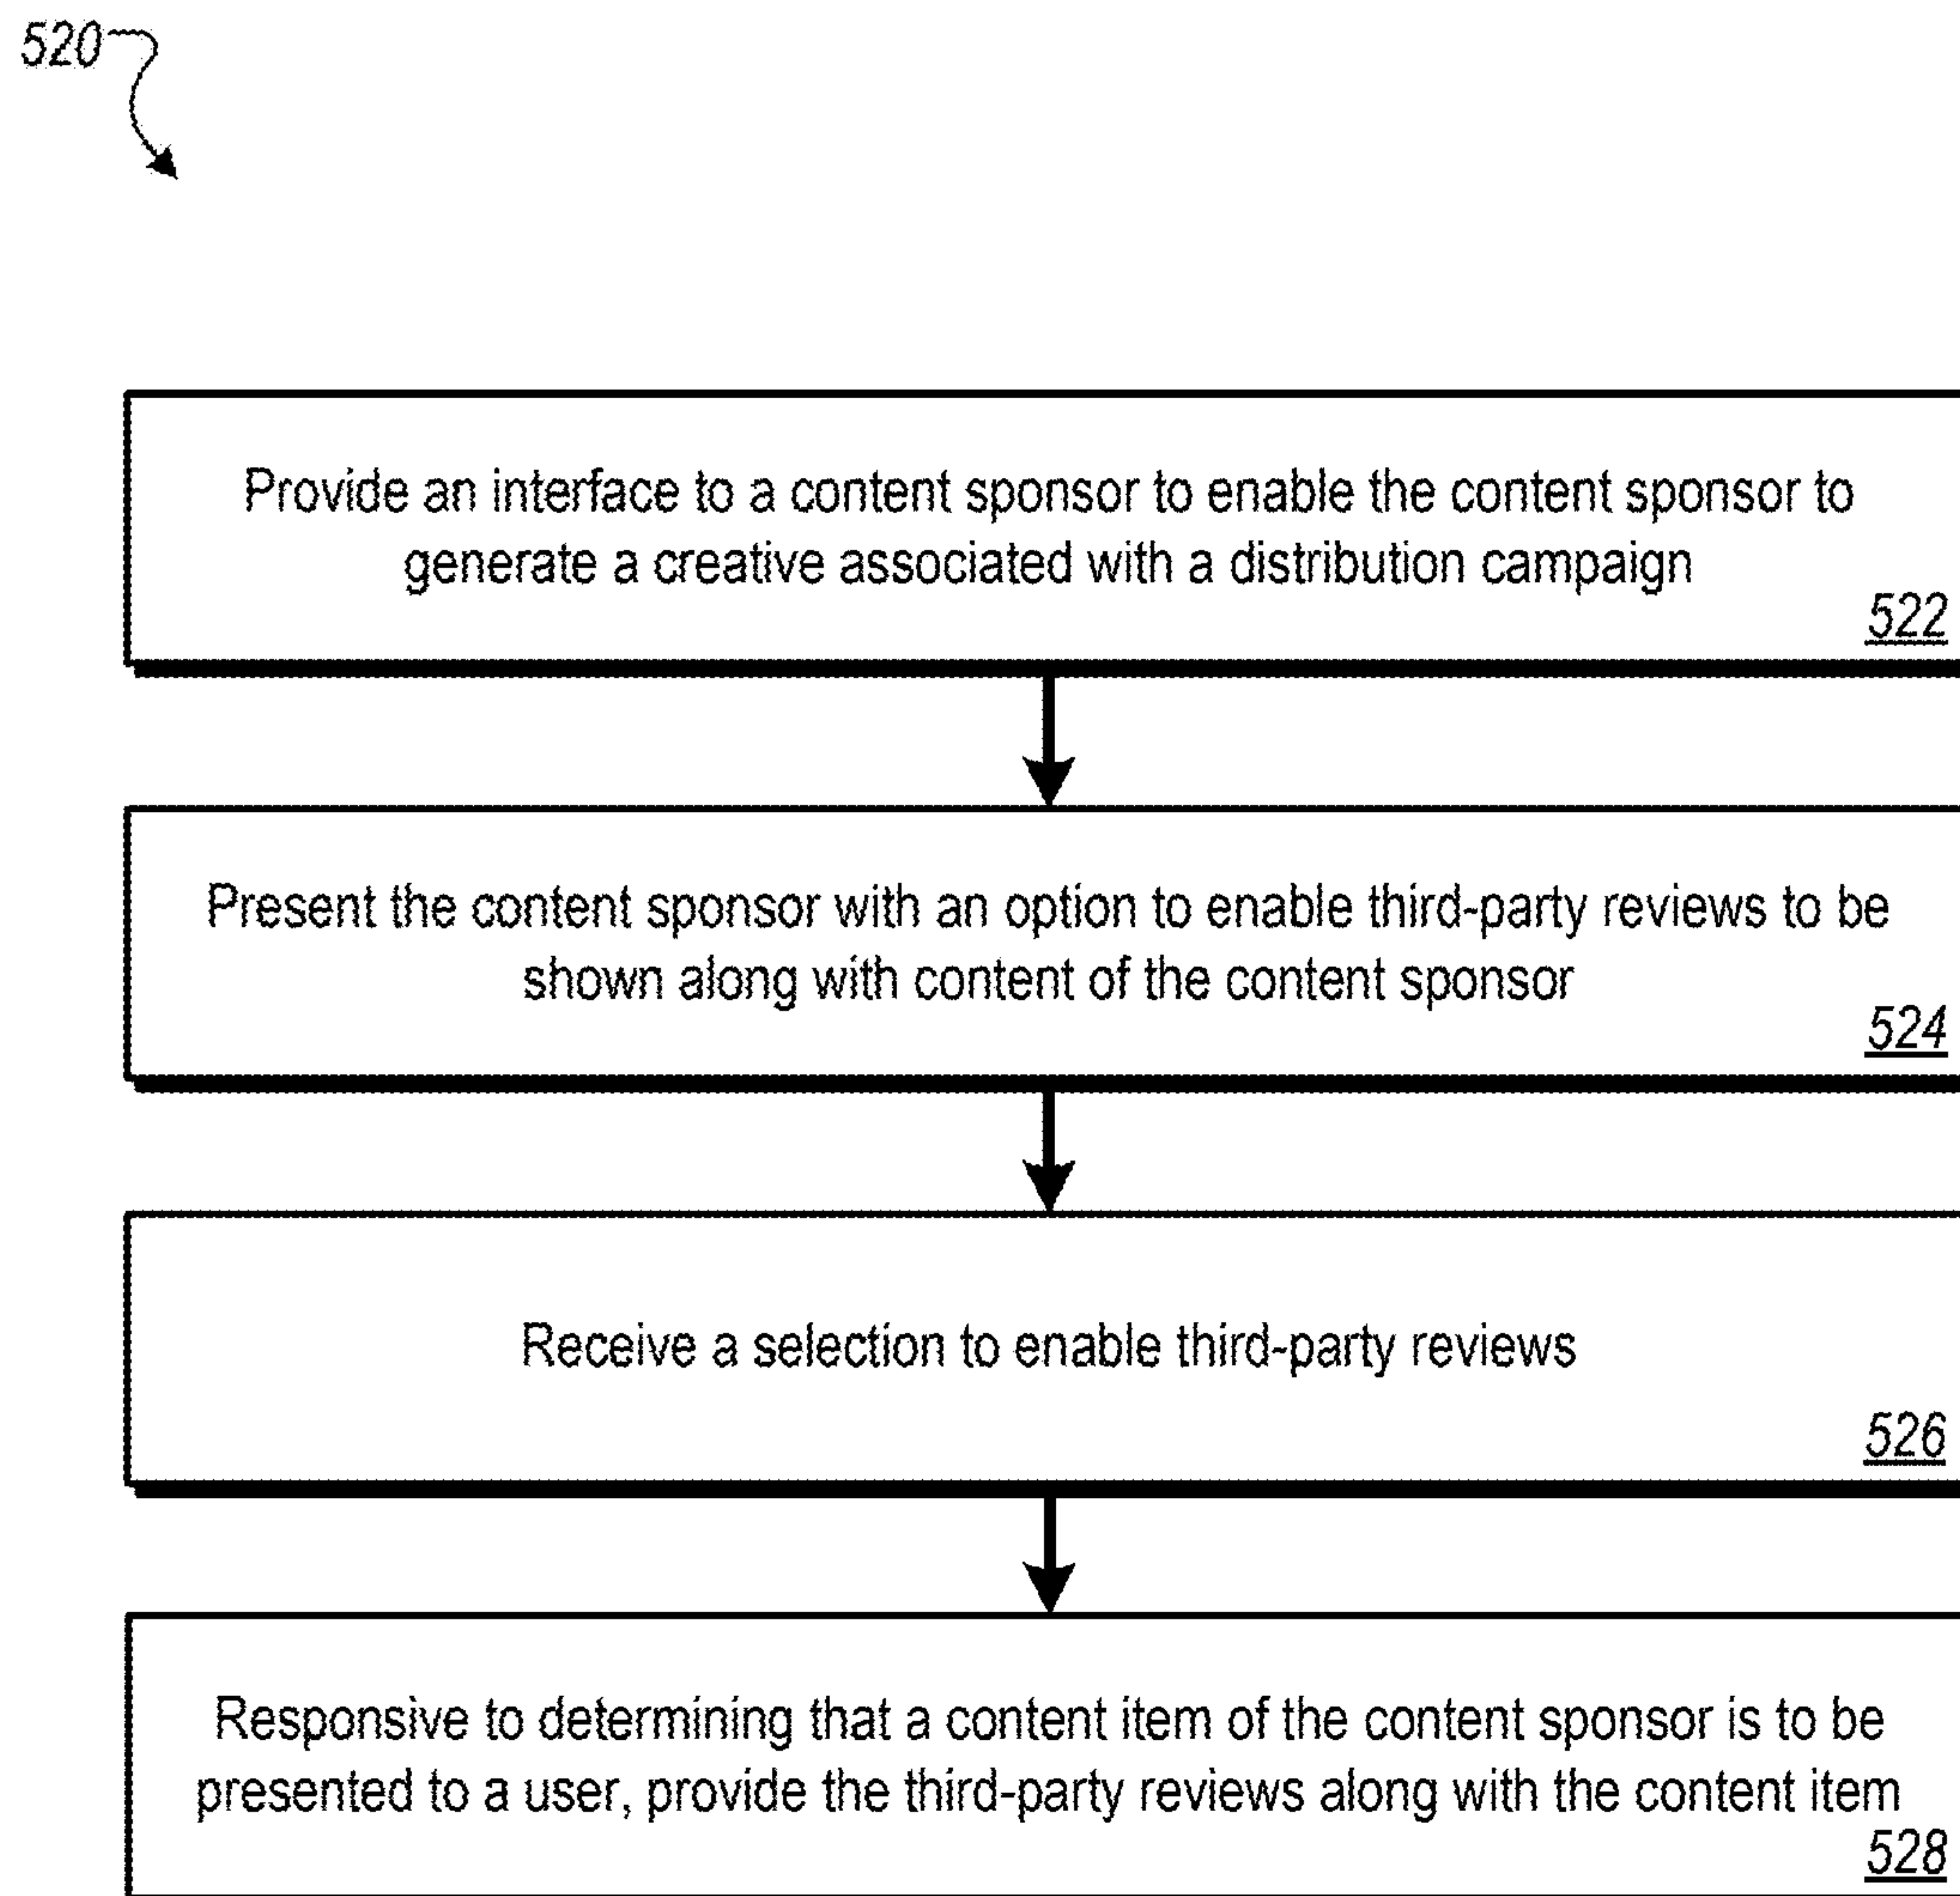 520
Provide an interface to a content sponsor to enable the content sponsor to
generate a creative associated with a distribution campaign
522
Present the content sponsor with an option to enable third-party reviews to be
shown along with content of the content sponsor
524
Receive a selection to enable third-party reviews
526
Responsive to determining that a content item of the content sponsor is to be
presented to a user, provide the third-party reviews along with the content item
528